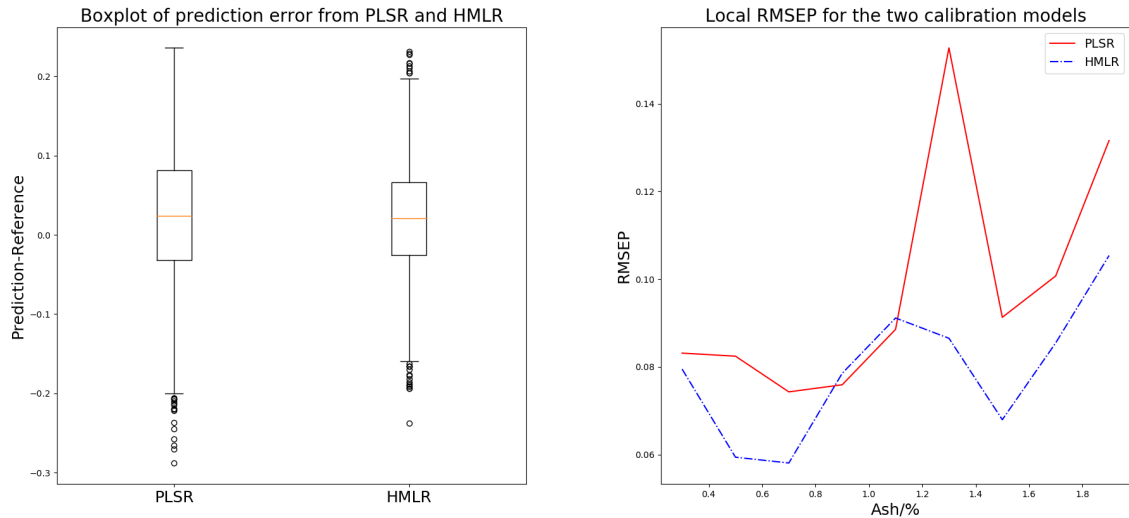 Boxplot of prediction error from PLSR and HMLR
Prediction-Reference
0.2
0.1
0.0
−0.1
−0.2
−0.3
PLSR
HMLR
Local RMSEP for the two calibration models
PLSR
HMLR
RMSEP
0.14
0.12
0.10
0.08
0.06
0.4 0.6 0.8 1.0 1.2 1.4 1.6 1.8
Ash/%